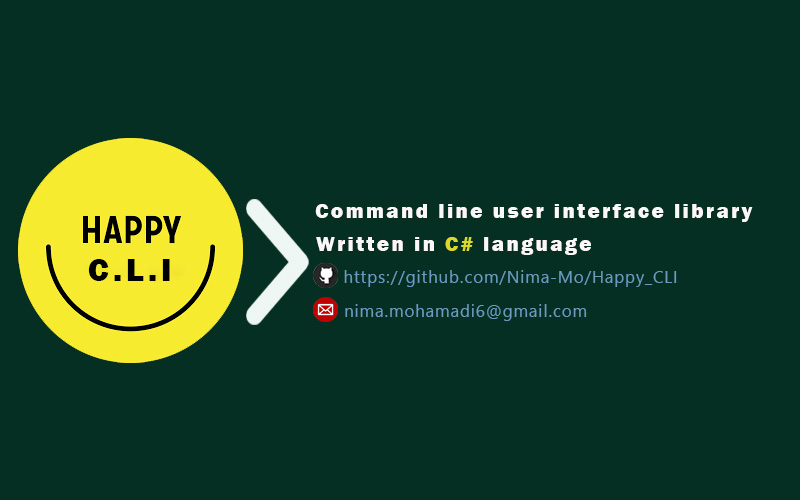 HAPPY
C.L.I
Command line user interface library
Written in C# language
https://github.com/Nima-Mo/Happy_CLI
nima.mohamadi6@gmail.com